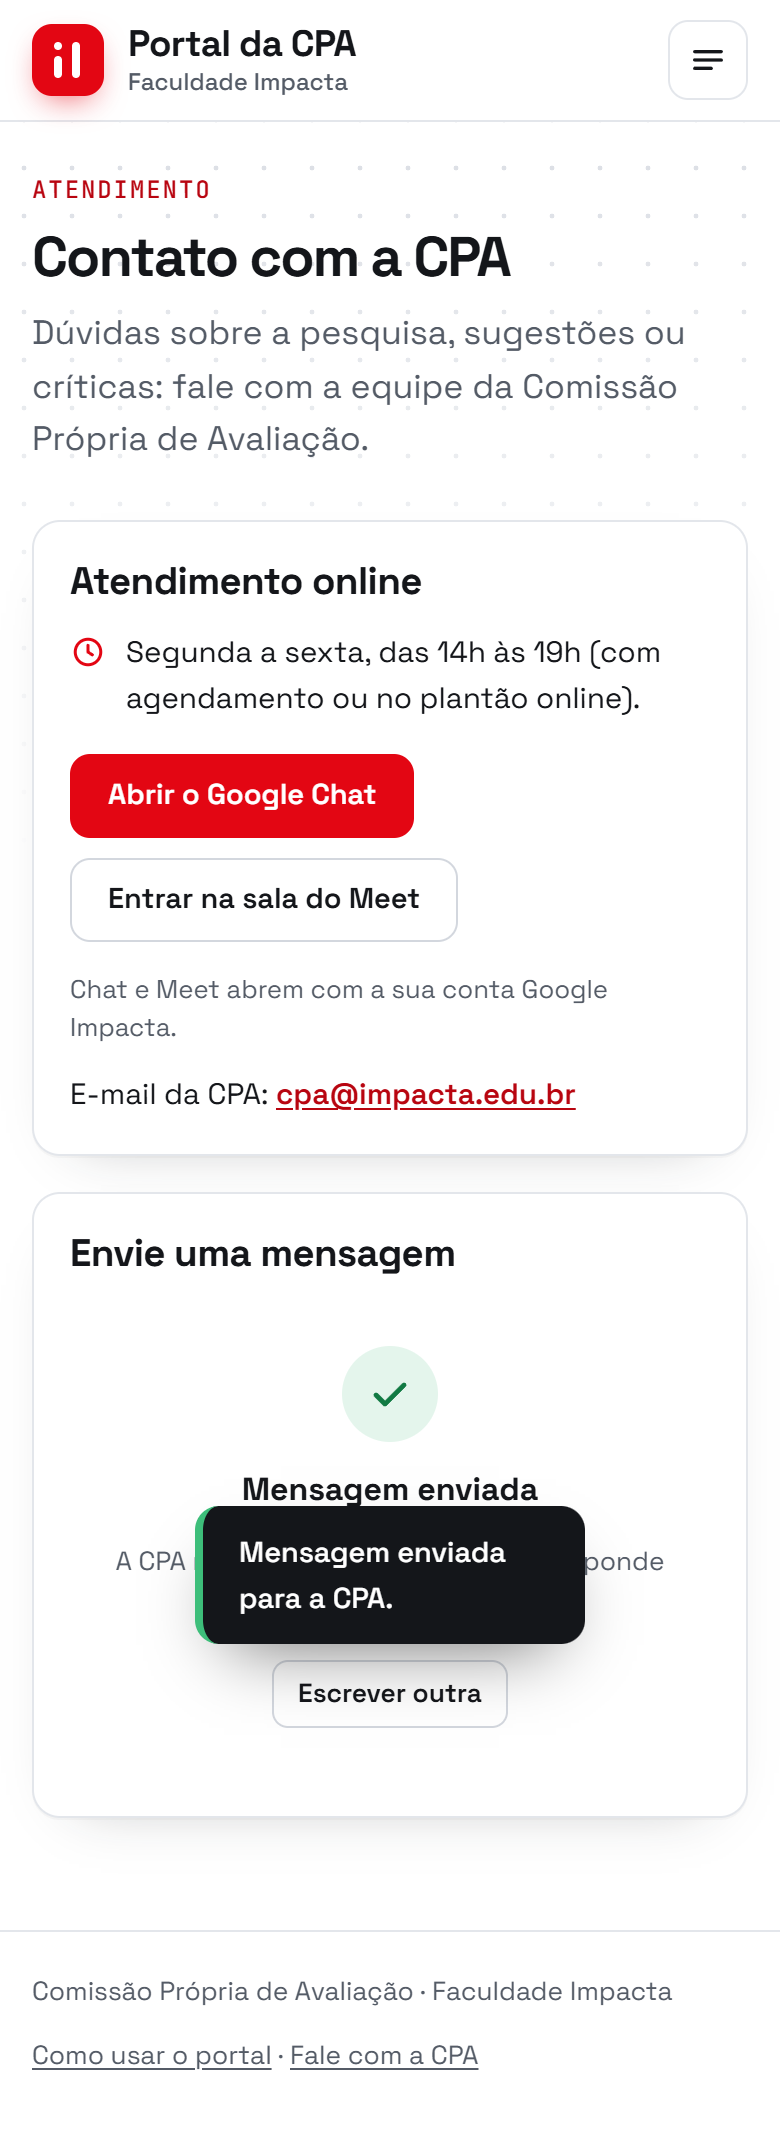 Portal da CPA
Faculdade Impacta
ATENDIMENTO
Contato com a CPA
Dúvidas sobre a pesquisa, sugestões ou
críticas: fale com a equipe da Comissão
Própria de Avaliação.
Atendimento online
Segunda a sexta, das 14h às 19h (com
agendamento ou no plantão online).
Abrir o Google Chat
Entrar na sala do Meet
Chat e Meet abrem com a sua conta Google
Impacta.
E-mail da CPA: cpa@impacta.edu.br
Envie uma mensagem
Mensagem enviada
A CPA
Mensagem enviada
para a CPA.
Escrever outra
Comissão Própria de Avaliação · Faculdade Impacta
Como usar o portal · Fale com a CPA